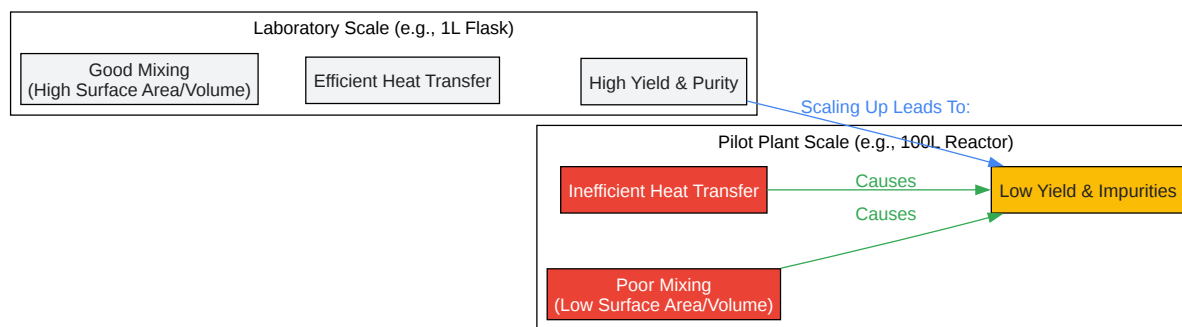 Laboratory Scale (e.g., 1L Flask)
Good Mixing
(High Surface Area/Volume)
Efficient Heat Transfer
High Yield & Purity
Scaling Up Leads To:
Pilot Plant Scale (e.g., 100L Reactor)
Inefficient Heat Transfer
Causes
Low Yield & Impurities
Causes
Poor Mixing
(Low Surface Area/Volume)